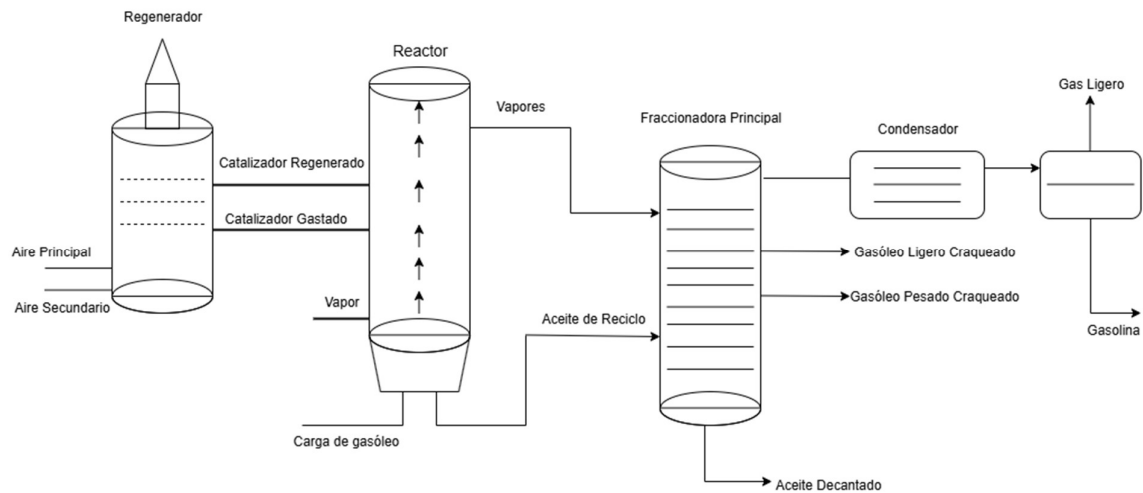 Regenerador
Reactor
Vapores
Fraccionadora Principal
Condensador
Gas Ligero
Catalizador Regenerado
Catalizador Gastado
Aire Principal
Aire Secundario
Vapor
Aceite de Reciclo
Gasóleo Ligero Craqueado
Gasóleo Pesado Craqueado
Gasolina
Carga de gasóleo
Aceite Decantado